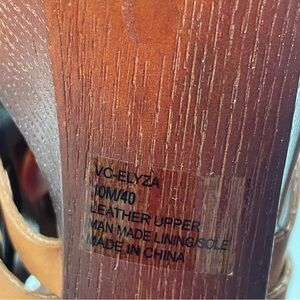 VC-ELYZA
10M/40
LEATHER UPPER
MAN MADE LINING/SOLE
MADE IN CHINA